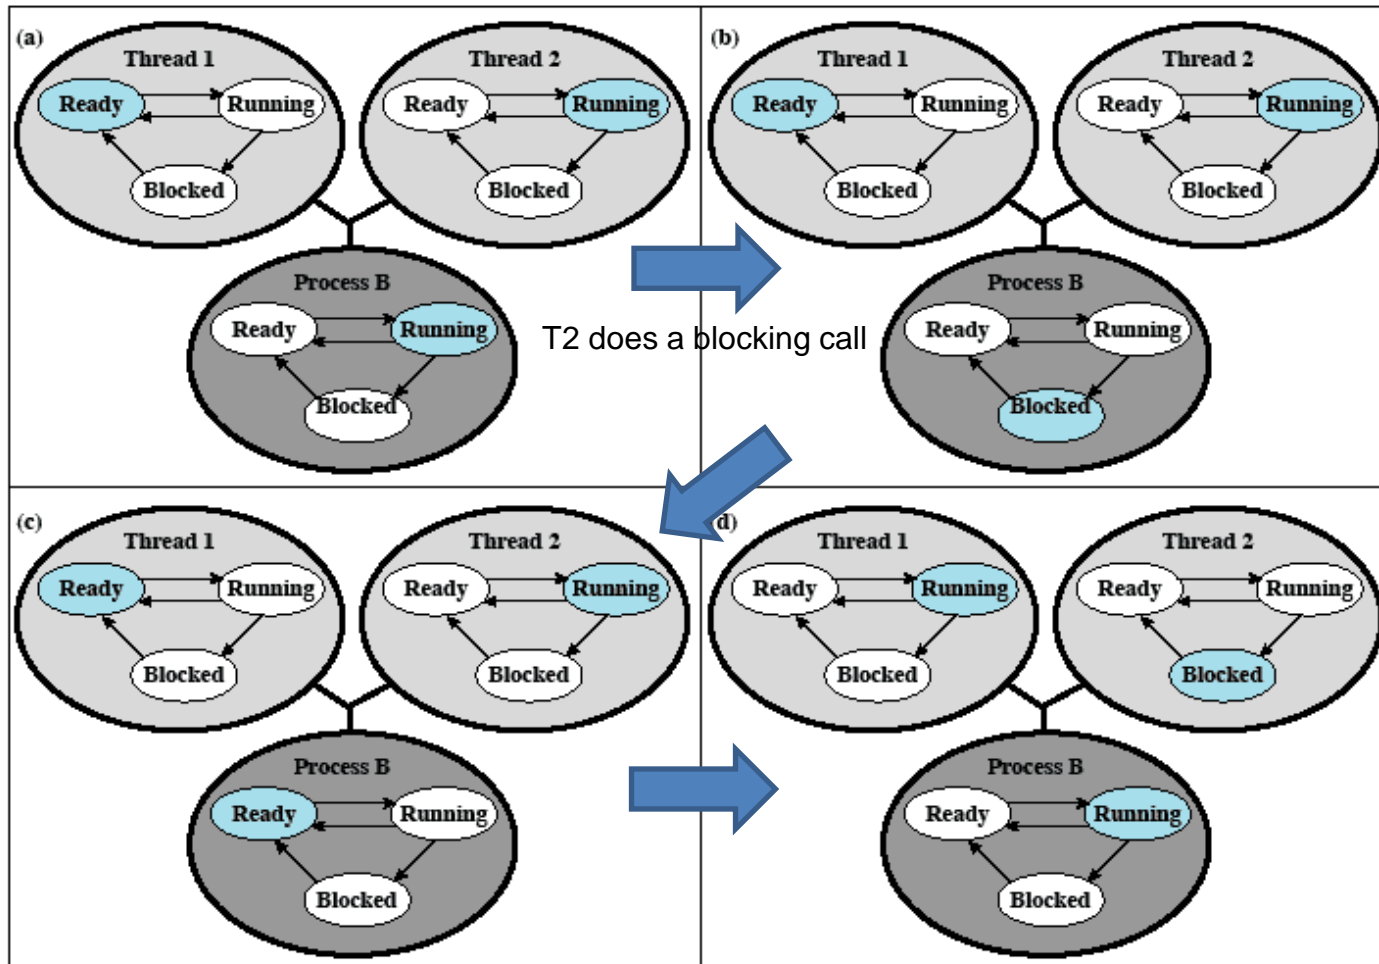 (a)
Thread 1
Ready
Running
Blocked
Thread 2
Ready
Running
Blocked
Process B
Ready
Running
Blocked
(b)
Thread 1
Ready
Running
Blocked
Thread 2
Ready
Running
Blocked
Process B
Ready
Running
Blocked
T2 does a blocking call
(c)
Thread 1
Ready
Running
Blocked
Thread 2
Ready
Running
Blocked
Process B
Ready
Running
Blocked
(d)
Thread 1
Ready
Running
Blocked
Thread 2
Ready
Running
Blocked
Process B
Ready
Running
Blocked